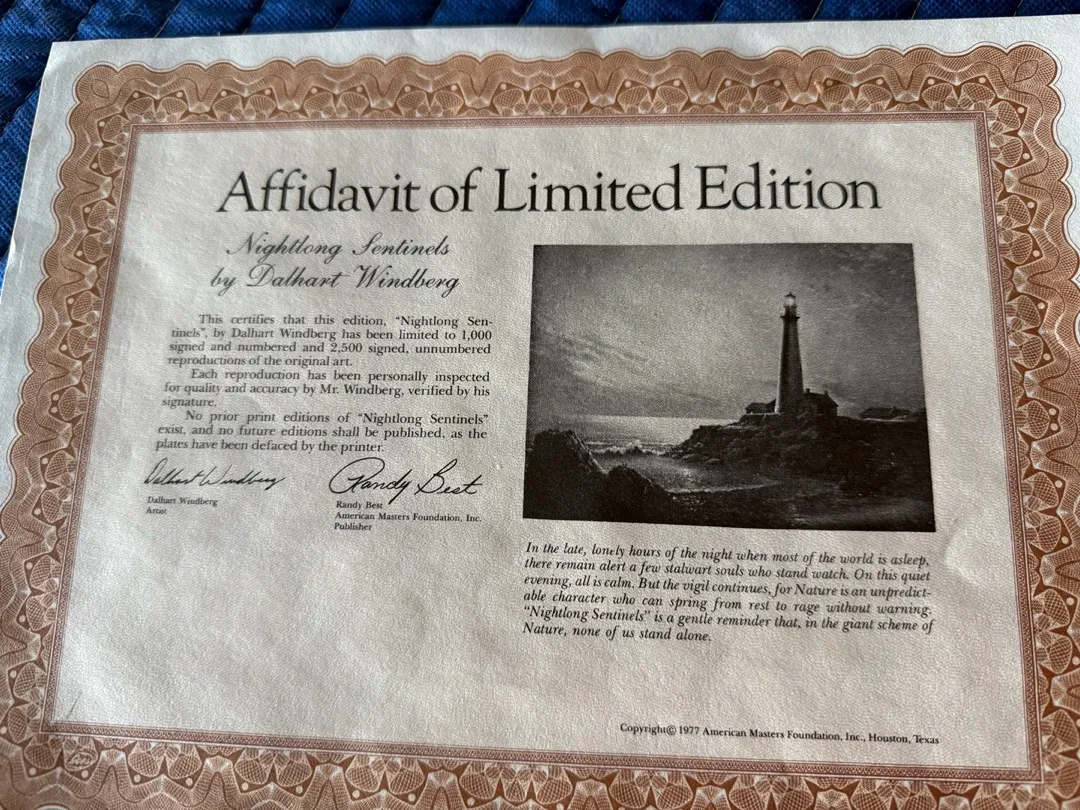 Affidavit of Limited Edition
Nightlong Sentinels
by Dalhart Windberg
This certifies that this edition, “Nightlong Sen-
tinels”, by Dalhart Windberg has been limited to 1,000
signed and numbered and 2,500 signed, unnumbered
reproductions of the original art.
Each reproduction has been personally inspected
for quality and accuracy by Mr. Windberg, verified by his
signature.
No prior print editions of “Nightlong Sentinels”
exist, and no future editions shall be published, as the
plates have been defaced by the printer.
Dalhart Windberg
Dalhart Windberg
Artist
Randy Best
Randy Best
American Masters Foundation, Inc.
Publisher
In the late, lonely hours of the night when most of the world is asleep,
there remain alert a few stalwart souls who stand watch. On this quiet
evening, all is calm. But the vigil continues, for Nature is an unpredict-
able character who can spring from rest to rage without warning.
“Nightlong Sentinels” is a gentle reminder that, in the giant scheme of
Nature, none of us stand alone.
Copyright© 1977 American Masters Foundation, Inc., Houston, Texas